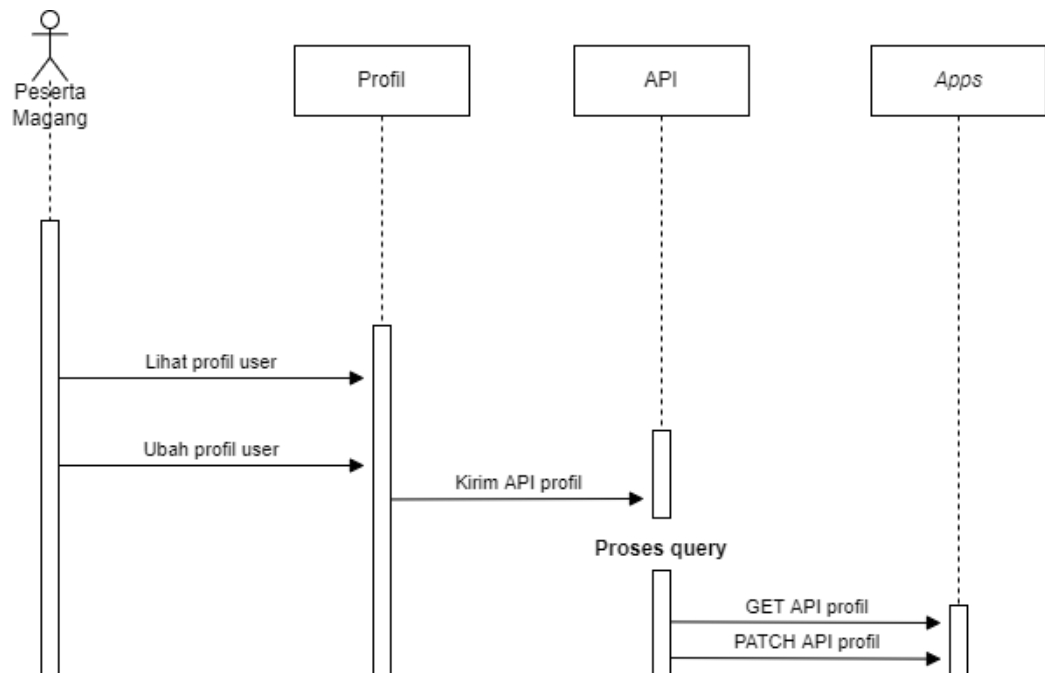 Peserta
Magang
Profil
API
Apps
Lihat profil user
Ubah profil user
Kirim API profil
Proses query
GET API profil
PATCH API profil